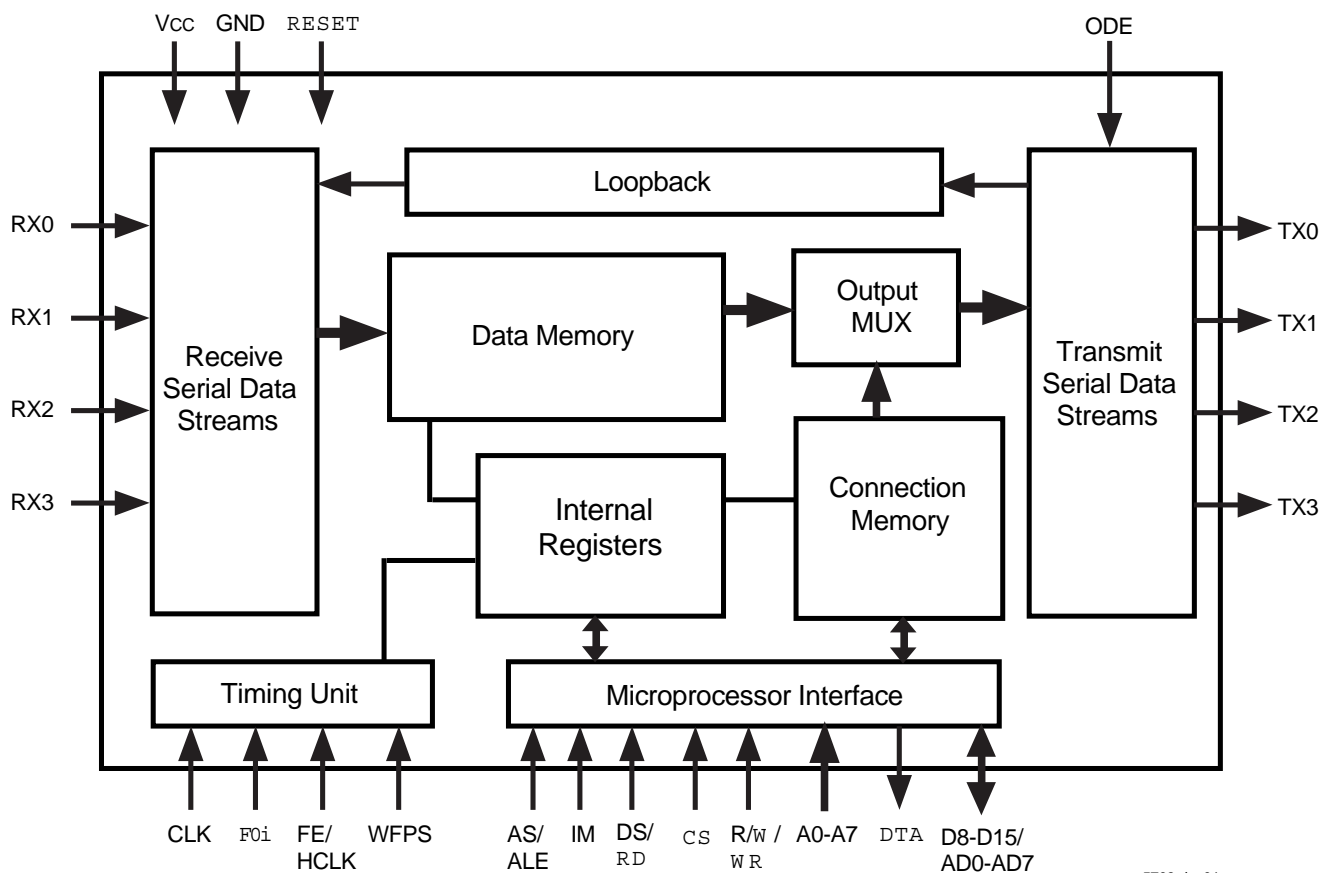 Vcc GND RESET ODE
Loopback
RX0
RX1
RX2
RX3
Receive
Serial Data
Streams
Data Memory
Output
MUX
Transmit
Serial Data
Streams
TX0
TX1
TX2
TX3
Internal
Registers
Connection
Memory
Timing Unit
Microprocessor Interface
CLK
F0i
FE/
HCLK
WFPS
AS/
ALE
IM
DS/
RD
CS
R/W /
WR
A0-A7
DTA
D8-D15/
AD0-AD7